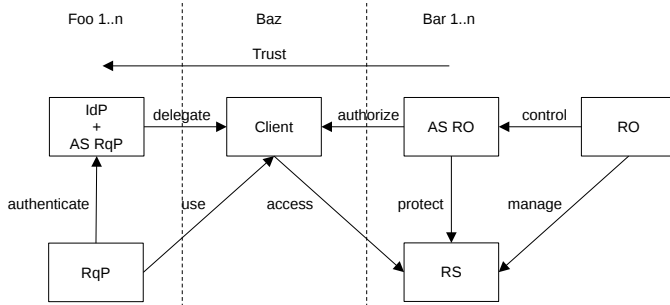 Foo 1..n
Baz
Bar 1..n
Trust
IdP
+
AS RqP
delegate
Client
authorize
AS RO
control
RO
authenticate
use
access
protect
manage
RqP
RS